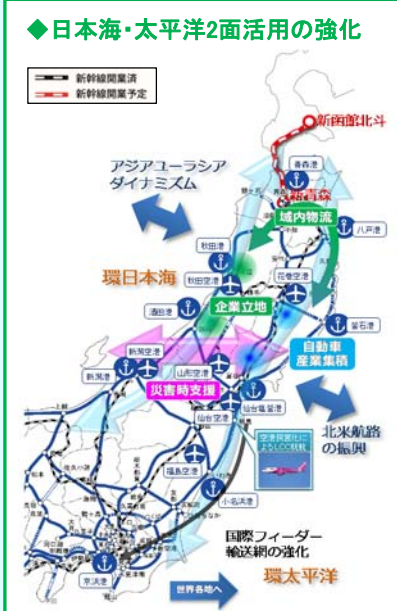 ◆日本海・太平洋2面活用の強化
新幹線開業済
新幹線開業予定
新函館北斗
アジアユーラシア
ダイナミズム
青森港
新青森
域内物流
八戸港
秋田港
環日本海
秋田空港
花巻空港
酒田港
企業立地
釜石港
自動車
産業集積
新潟空港
新潟港
山形空港
災害時支援
仙台塩釜港
仙台空港
北米航路
の振興
福島空港
小名浜港
国際フィーダー
輸送網の強化
京浜港
世界各地へ
環太平洋